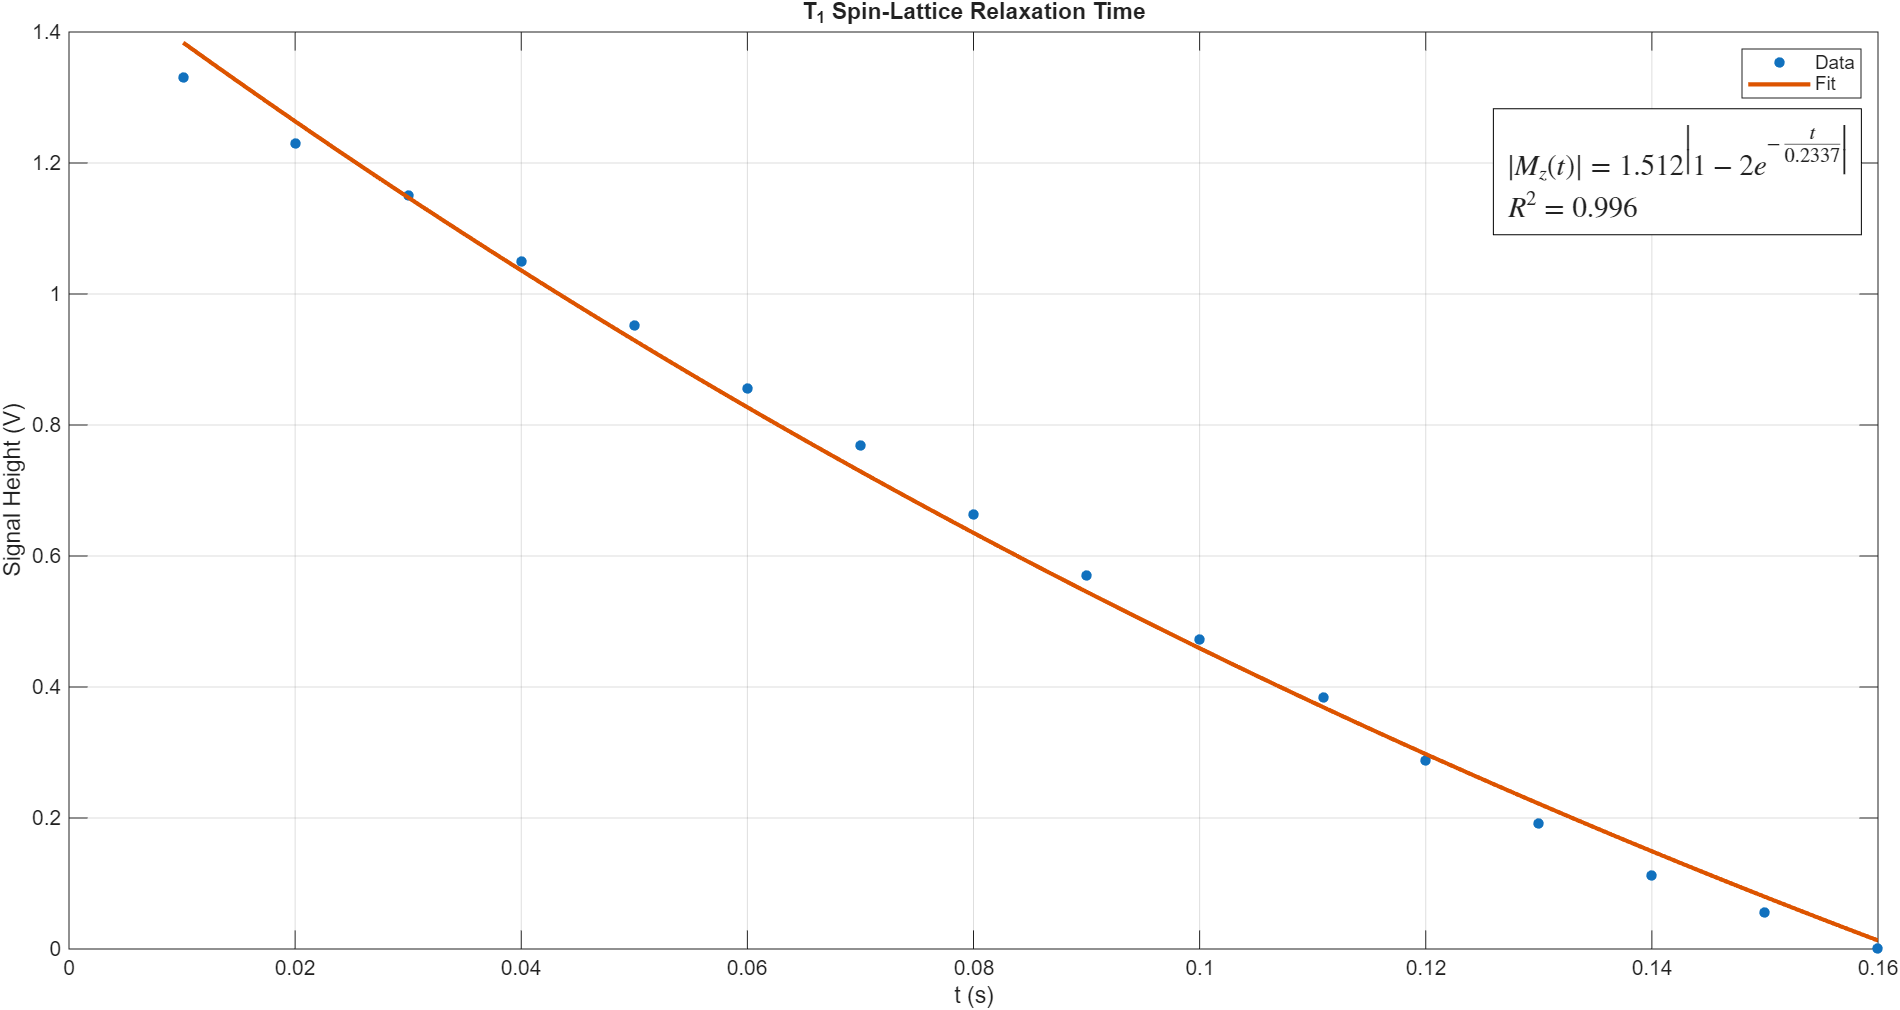 T₁ Spin-Lattice Relaxation Time
1.4
1.2
1
0.8
0.6
0.4
0.2
0
Signal Height (V)
Data
Fit
|M_z(t)| = 1.512|1 − 2e^{−t/0.2337}|
R² = 0.996
0 0.02 0.04 0.06 0.08 0.1 0.12 0.14 0.16
t (s)